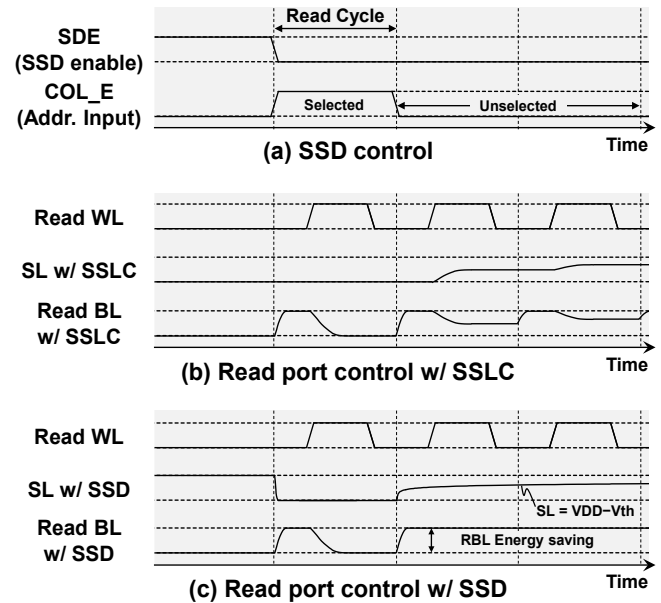 Read Cycle
SDE
(SSD enable)
COL_E
(Addr. Input)
Selected
Unselected
Time
(a) SSD control
Read WL
SL w/ SSLC
Read BL
w/ SSLC
Time
(b) Read port control w/ SSLC
Read WL
SL w/ SSD
SL = VDD−Vth
Read BL
w/ SSD
RBL Energy saving
Time
(c) Read port control w/ SSD